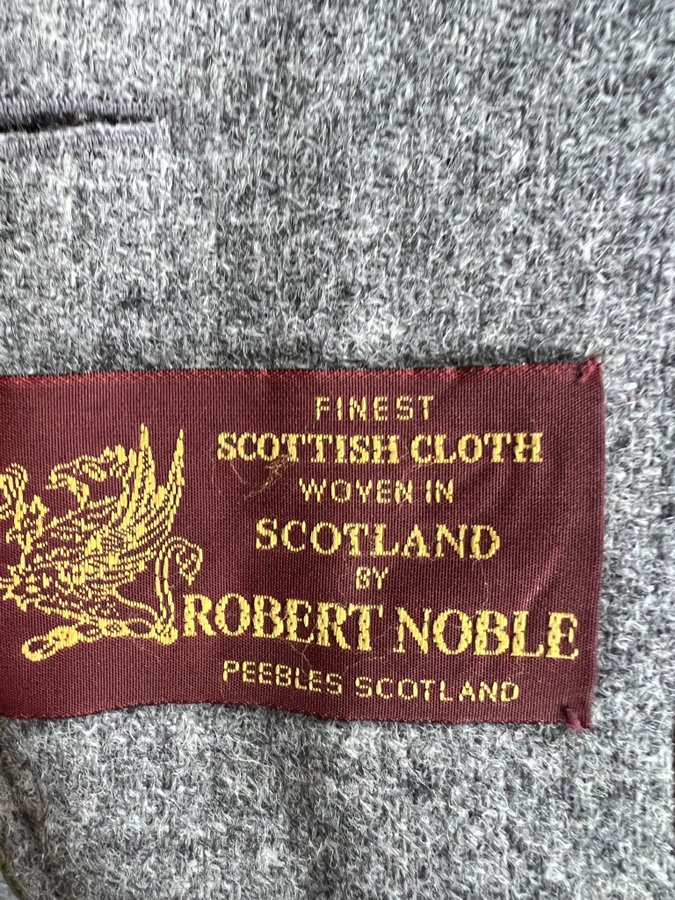 FINEST
SCOTTISH CLOTH
WOVEN IN
SCOTLAND
BY
ROBERT NOBLE
PEEBLES SCOTLAND